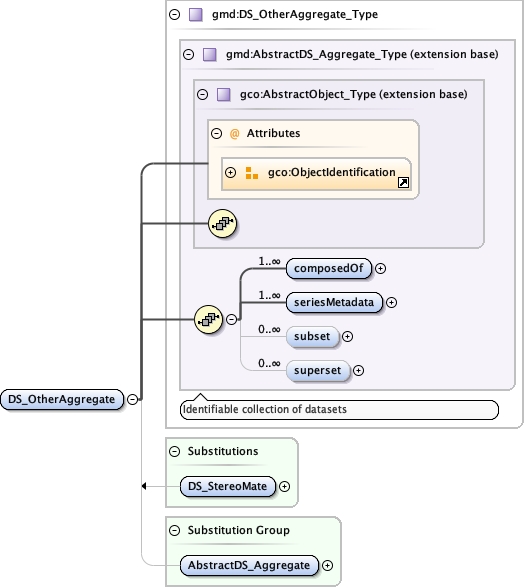 gmd:DS_OtherAggregate_Type
gmd:AbstractDS_Aggregate_Type (extension base)
gco:AbstractObject_Type (extension base)
@ Attributes
gco:ObjectIdentification
1..∞
composedOf
1..∞
seriesMetadata
0..∞
subset
0..∞
superset
DS_OtherAggregate
Identifiable collection of datasets
Substitutions
DS_StereoMate
Substitution Group
AbstractDS_Aggregate